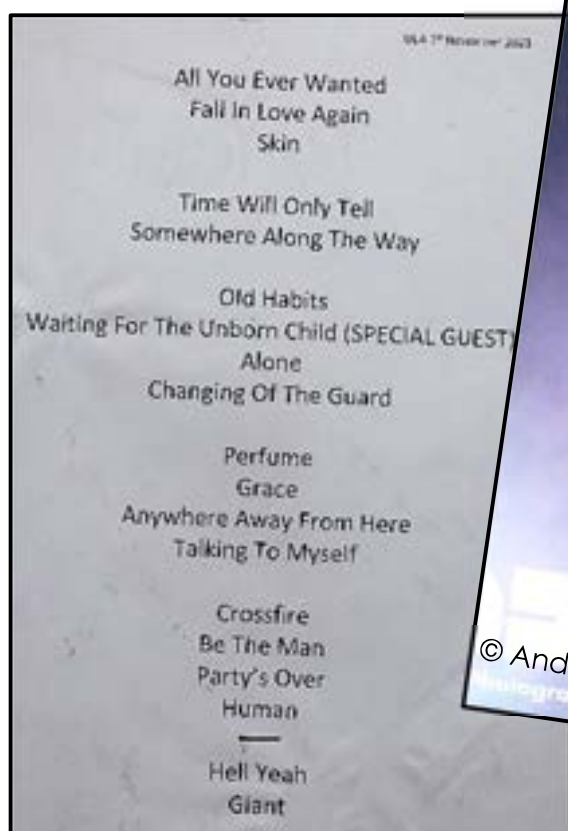 2023
All You Ever Wanted
Fall In Love Again
Skin
Time Will Only Tell
Somewhere Along The Way
Old Habits
Waiting For The Unborn Child (SPECIAL GUEST)
Alone
Changing Of The Guard
Perfume
Grace
Anywhere Away From Here
Talking To Myself
Crossfire
Be The Man
Party's Over
Human
Hell Yeah
Giant
© And